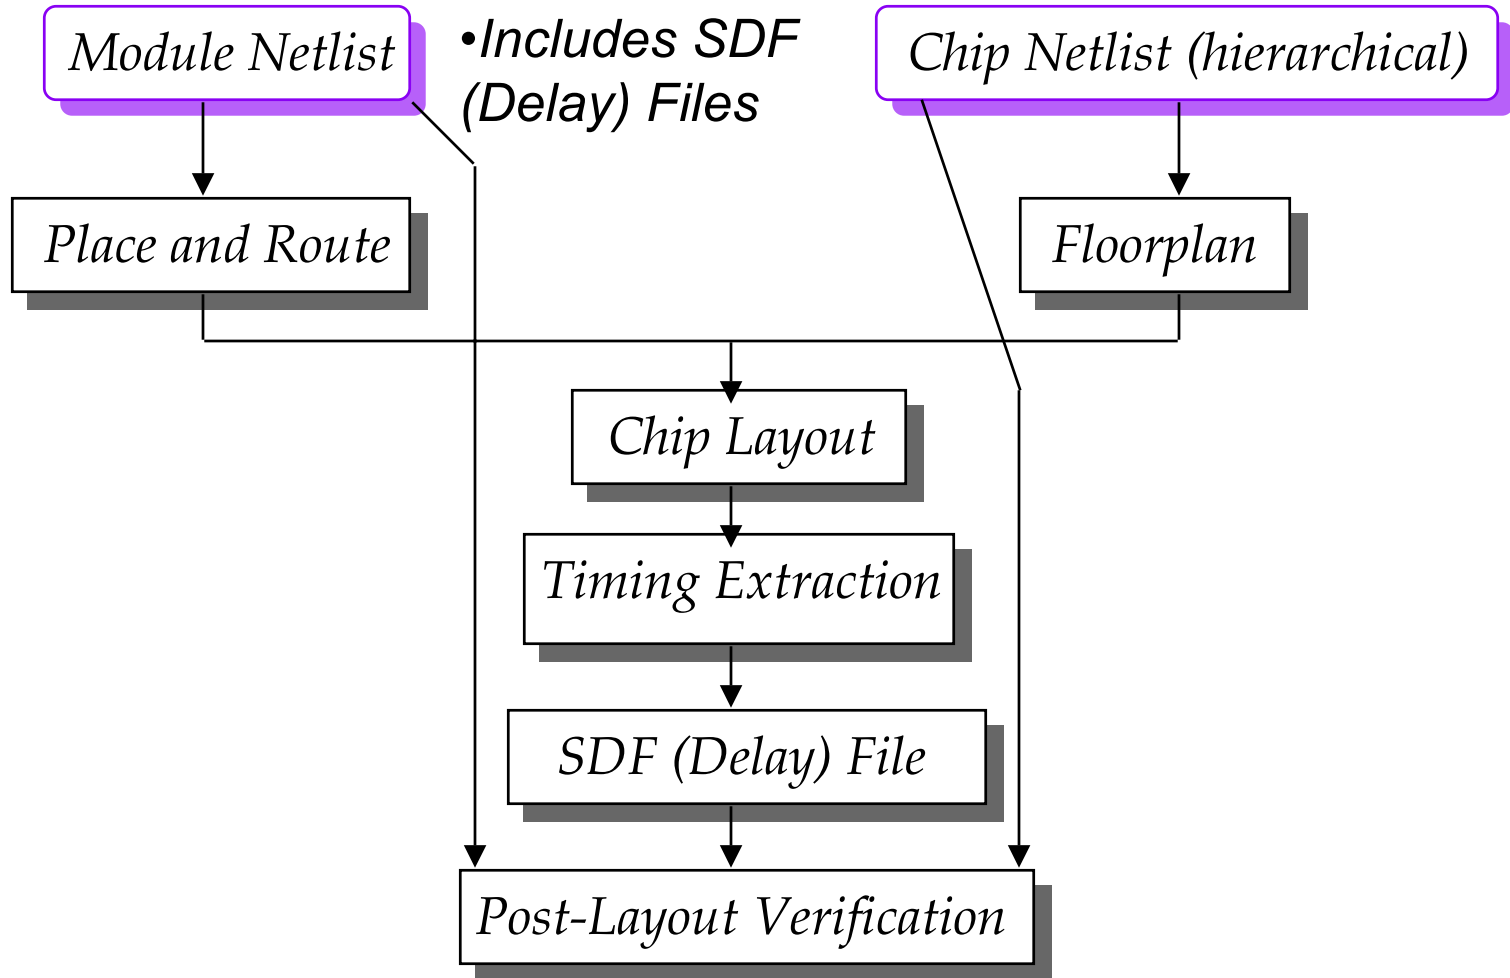 Module Netlist
•Includes SDF
(Delay) Files
Chip Netlist (hierarchical)
Place and Route
Floorplan
Chip Layout
Timing Extraction
SDF (Delay) File
Post-Layout Verification